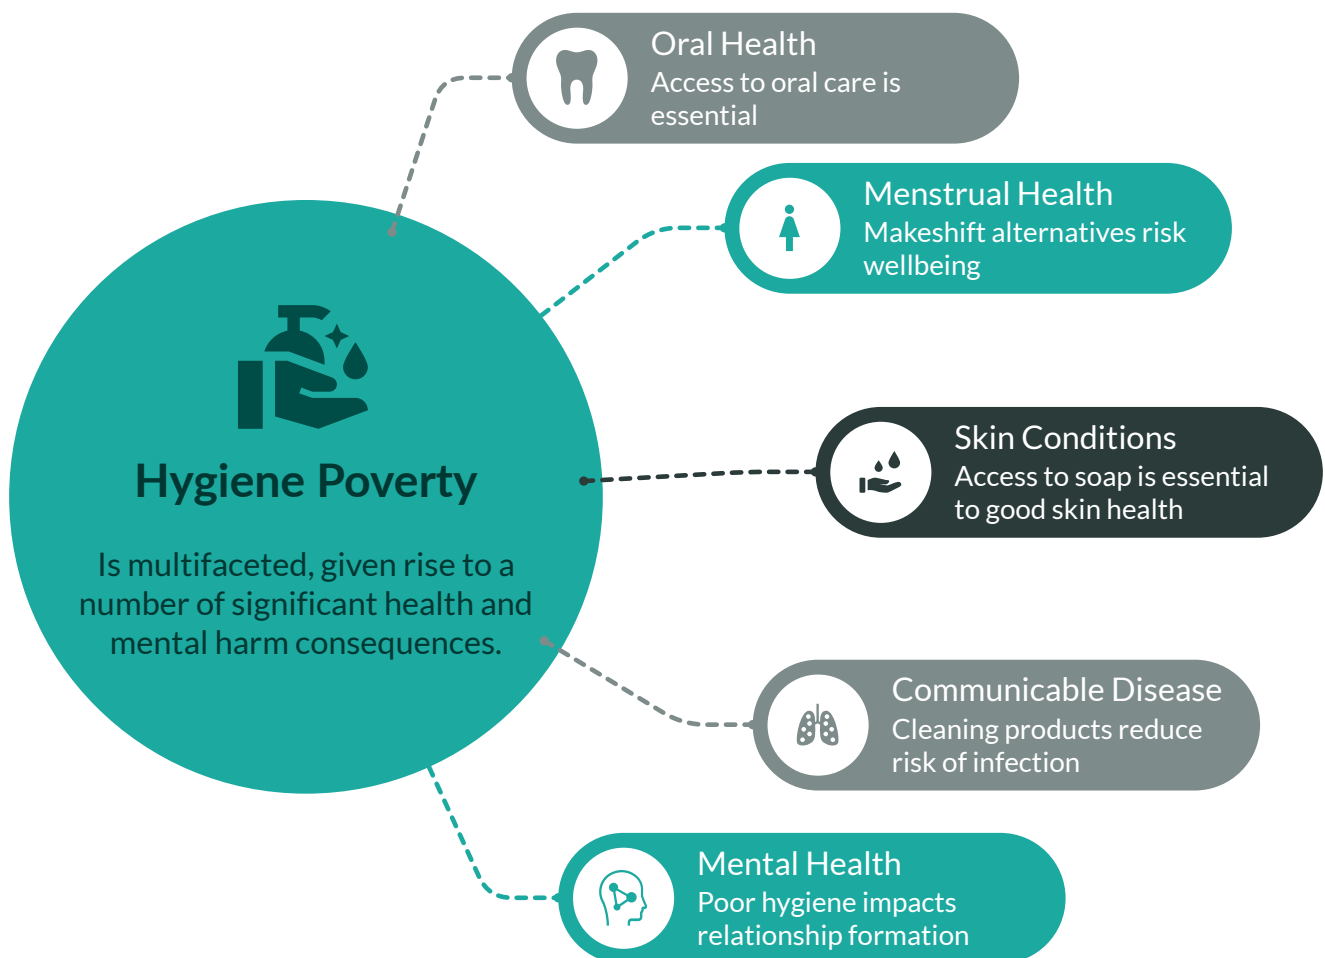 Oral Health
Access to oral care is
essential
Menstrual Health
Makeshift alternatives risk
wellbeing
Hygiene Poverty
Is multifaceted, given rise to a
number of significant health and
mental harm consequences.
Skin Conditions
Access to soap is essential
to good skin health
Communicable Disease
Cleaning products reduce
risk of infection
Mental Health
Poor hygiene impacts
relationship formation